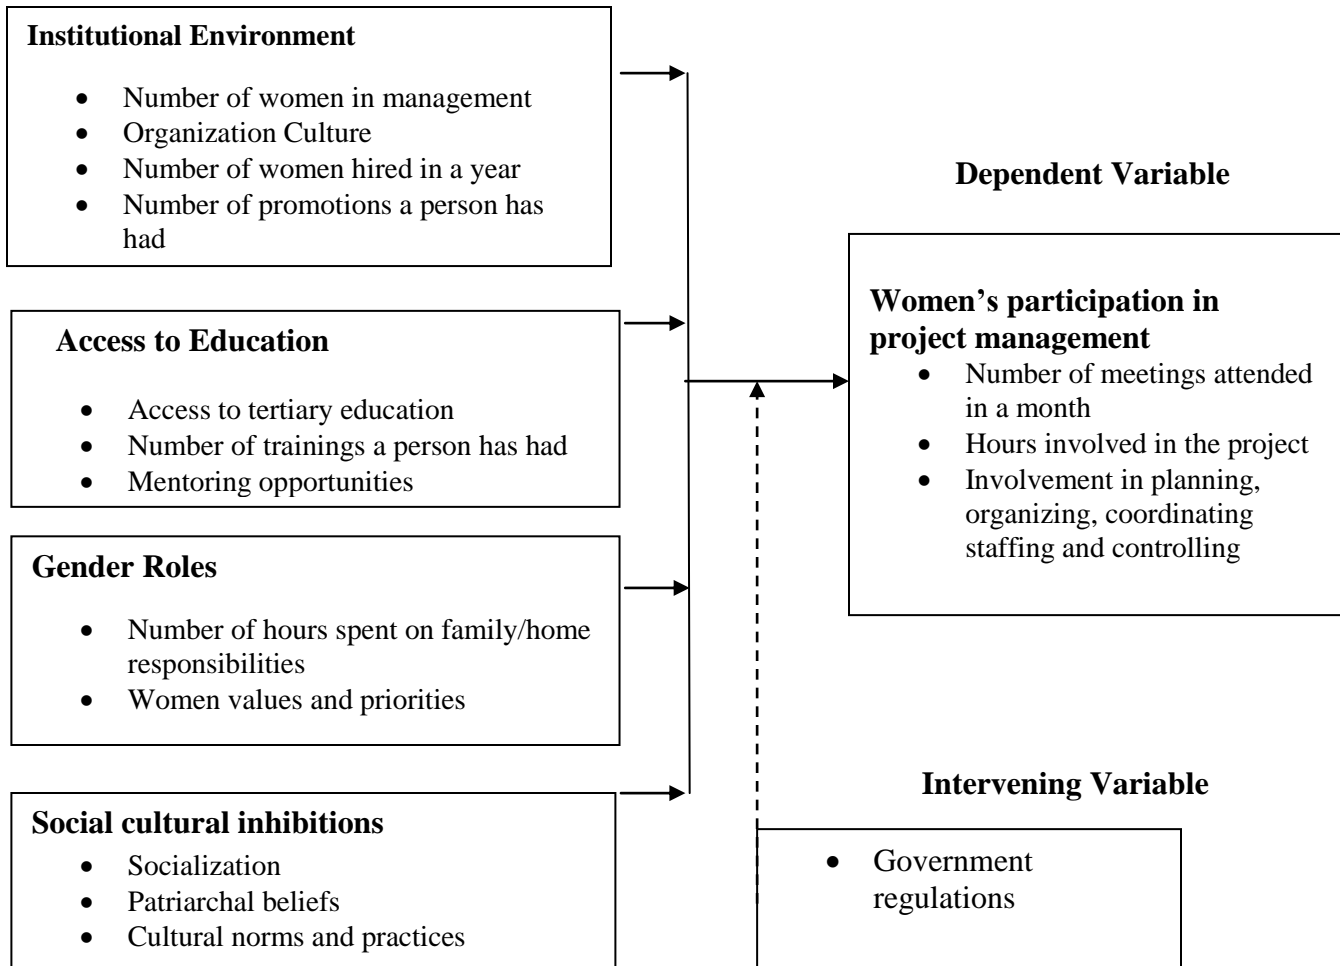 Institutional Environment
• Number of women in management
• Organization Culture
• Number of women hired in a year
• Number of promotions a person has
had
Access to Education
• Access to tertiary education
• Number of trainings a person has had
• Mentoring opportunities
Gender Roles
• Number of hours spent on family/home
responsibilities
• Women values and priorities
Social cultural inhibitions
• Socialization
• Patriarchal beliefs
• Cultural norms and practices
Dependent Variable
Women’s participation in
project management
• Number of meetings attended
in a month
• Hours involved in the project
• Involvement in planning,
organizing, coordinating
staffing and controlling
Intervening Variable
• Government
regulations